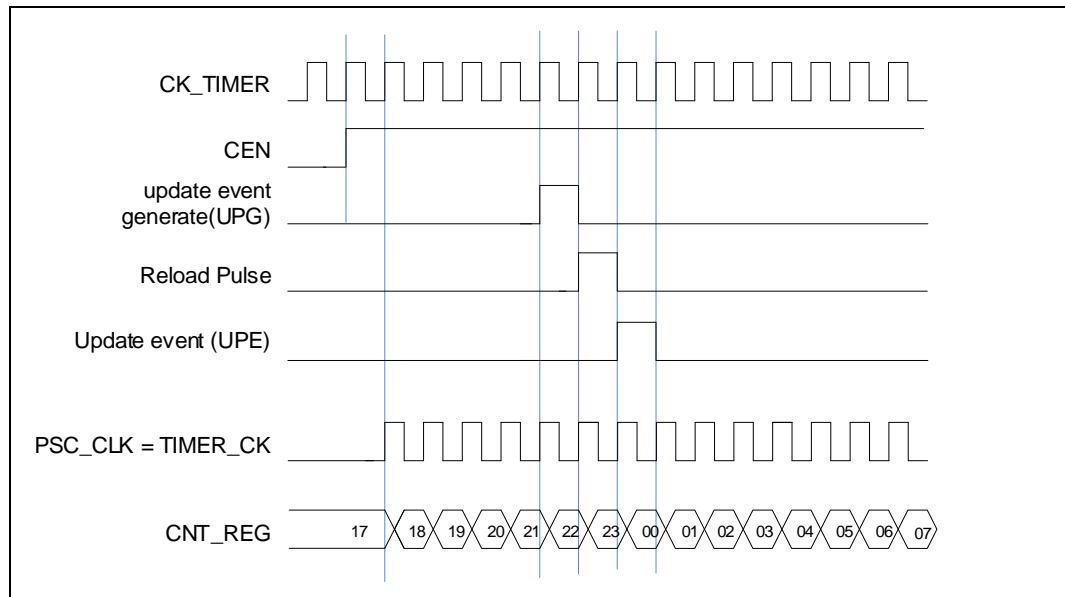 CK_TIMER
CEN
update event
generate(UPG)
Reload Pulse
Update event (UPE)
PSC_CLK = TIMER_CK
CNT_REG 17 18 19 20 21 22 23 00 01 02 03 04 05 06 07